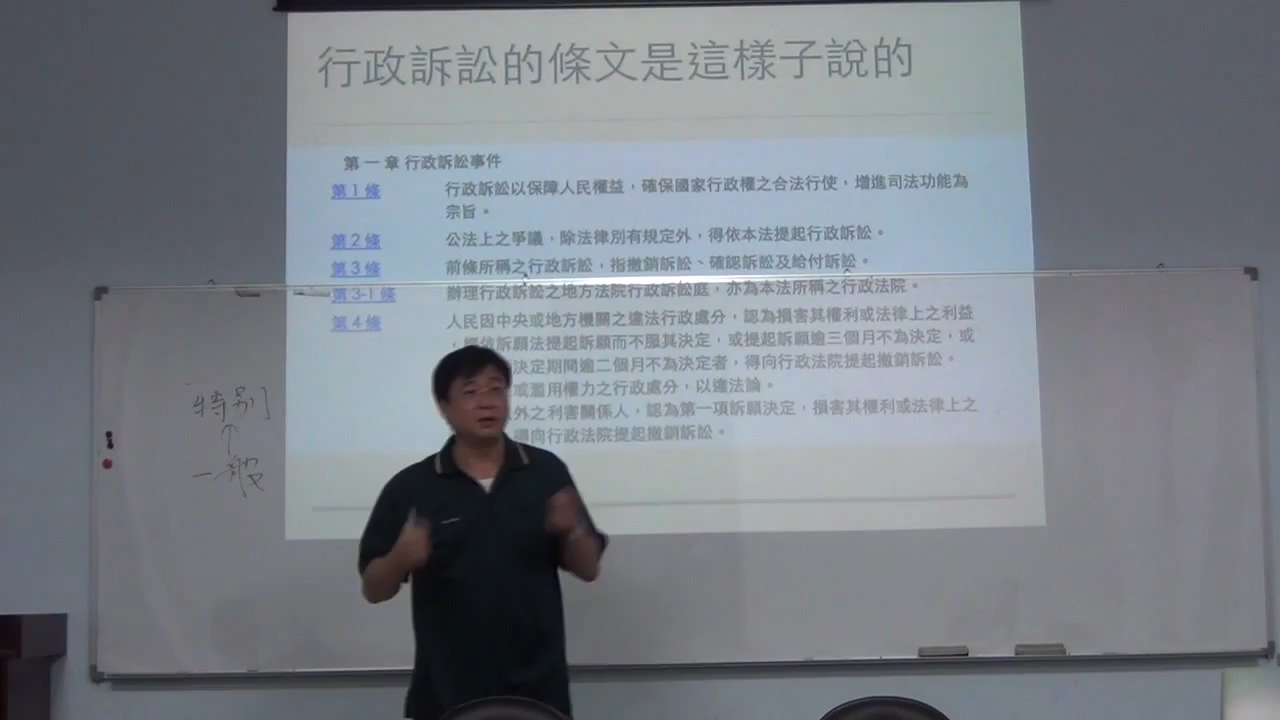 行政訴訟的條文是這樣子說的
第 一 章 行政訴訟事件
第 1 條 行政訴訟以保障人民權益，確保國家行政權之合法行使，增進司法功能為
宗旨。
第 2 條 公法上之爭議，除法律別有規定外，得依本法提起行政訴訟。
第 3 條 前條所稱之行政訴訟，指撤銷訴訟、確認訴訟及給付訴訟。
第 3-1 條 辦理行政訴訟之地方法院行政訴訟庭，亦為本法所稱之行政法院。
第 4 條 人民因中央或地方機關之違法行政處分，認為損害其權利或法律上之利益
，經依訴願法提起訴願而不服其決定，或提起訴願逾三個月不為決定，或
決定期間逾二個月不為決定者，得向行政法院提起撤銷訴訟。
或濫用權力之行政處分，以違法論。
以外之利害關係人，認為第一項訴願決定，損害其權利或法律上之
得向行政法院提起撤銷訴訟。
特別
↑
一般